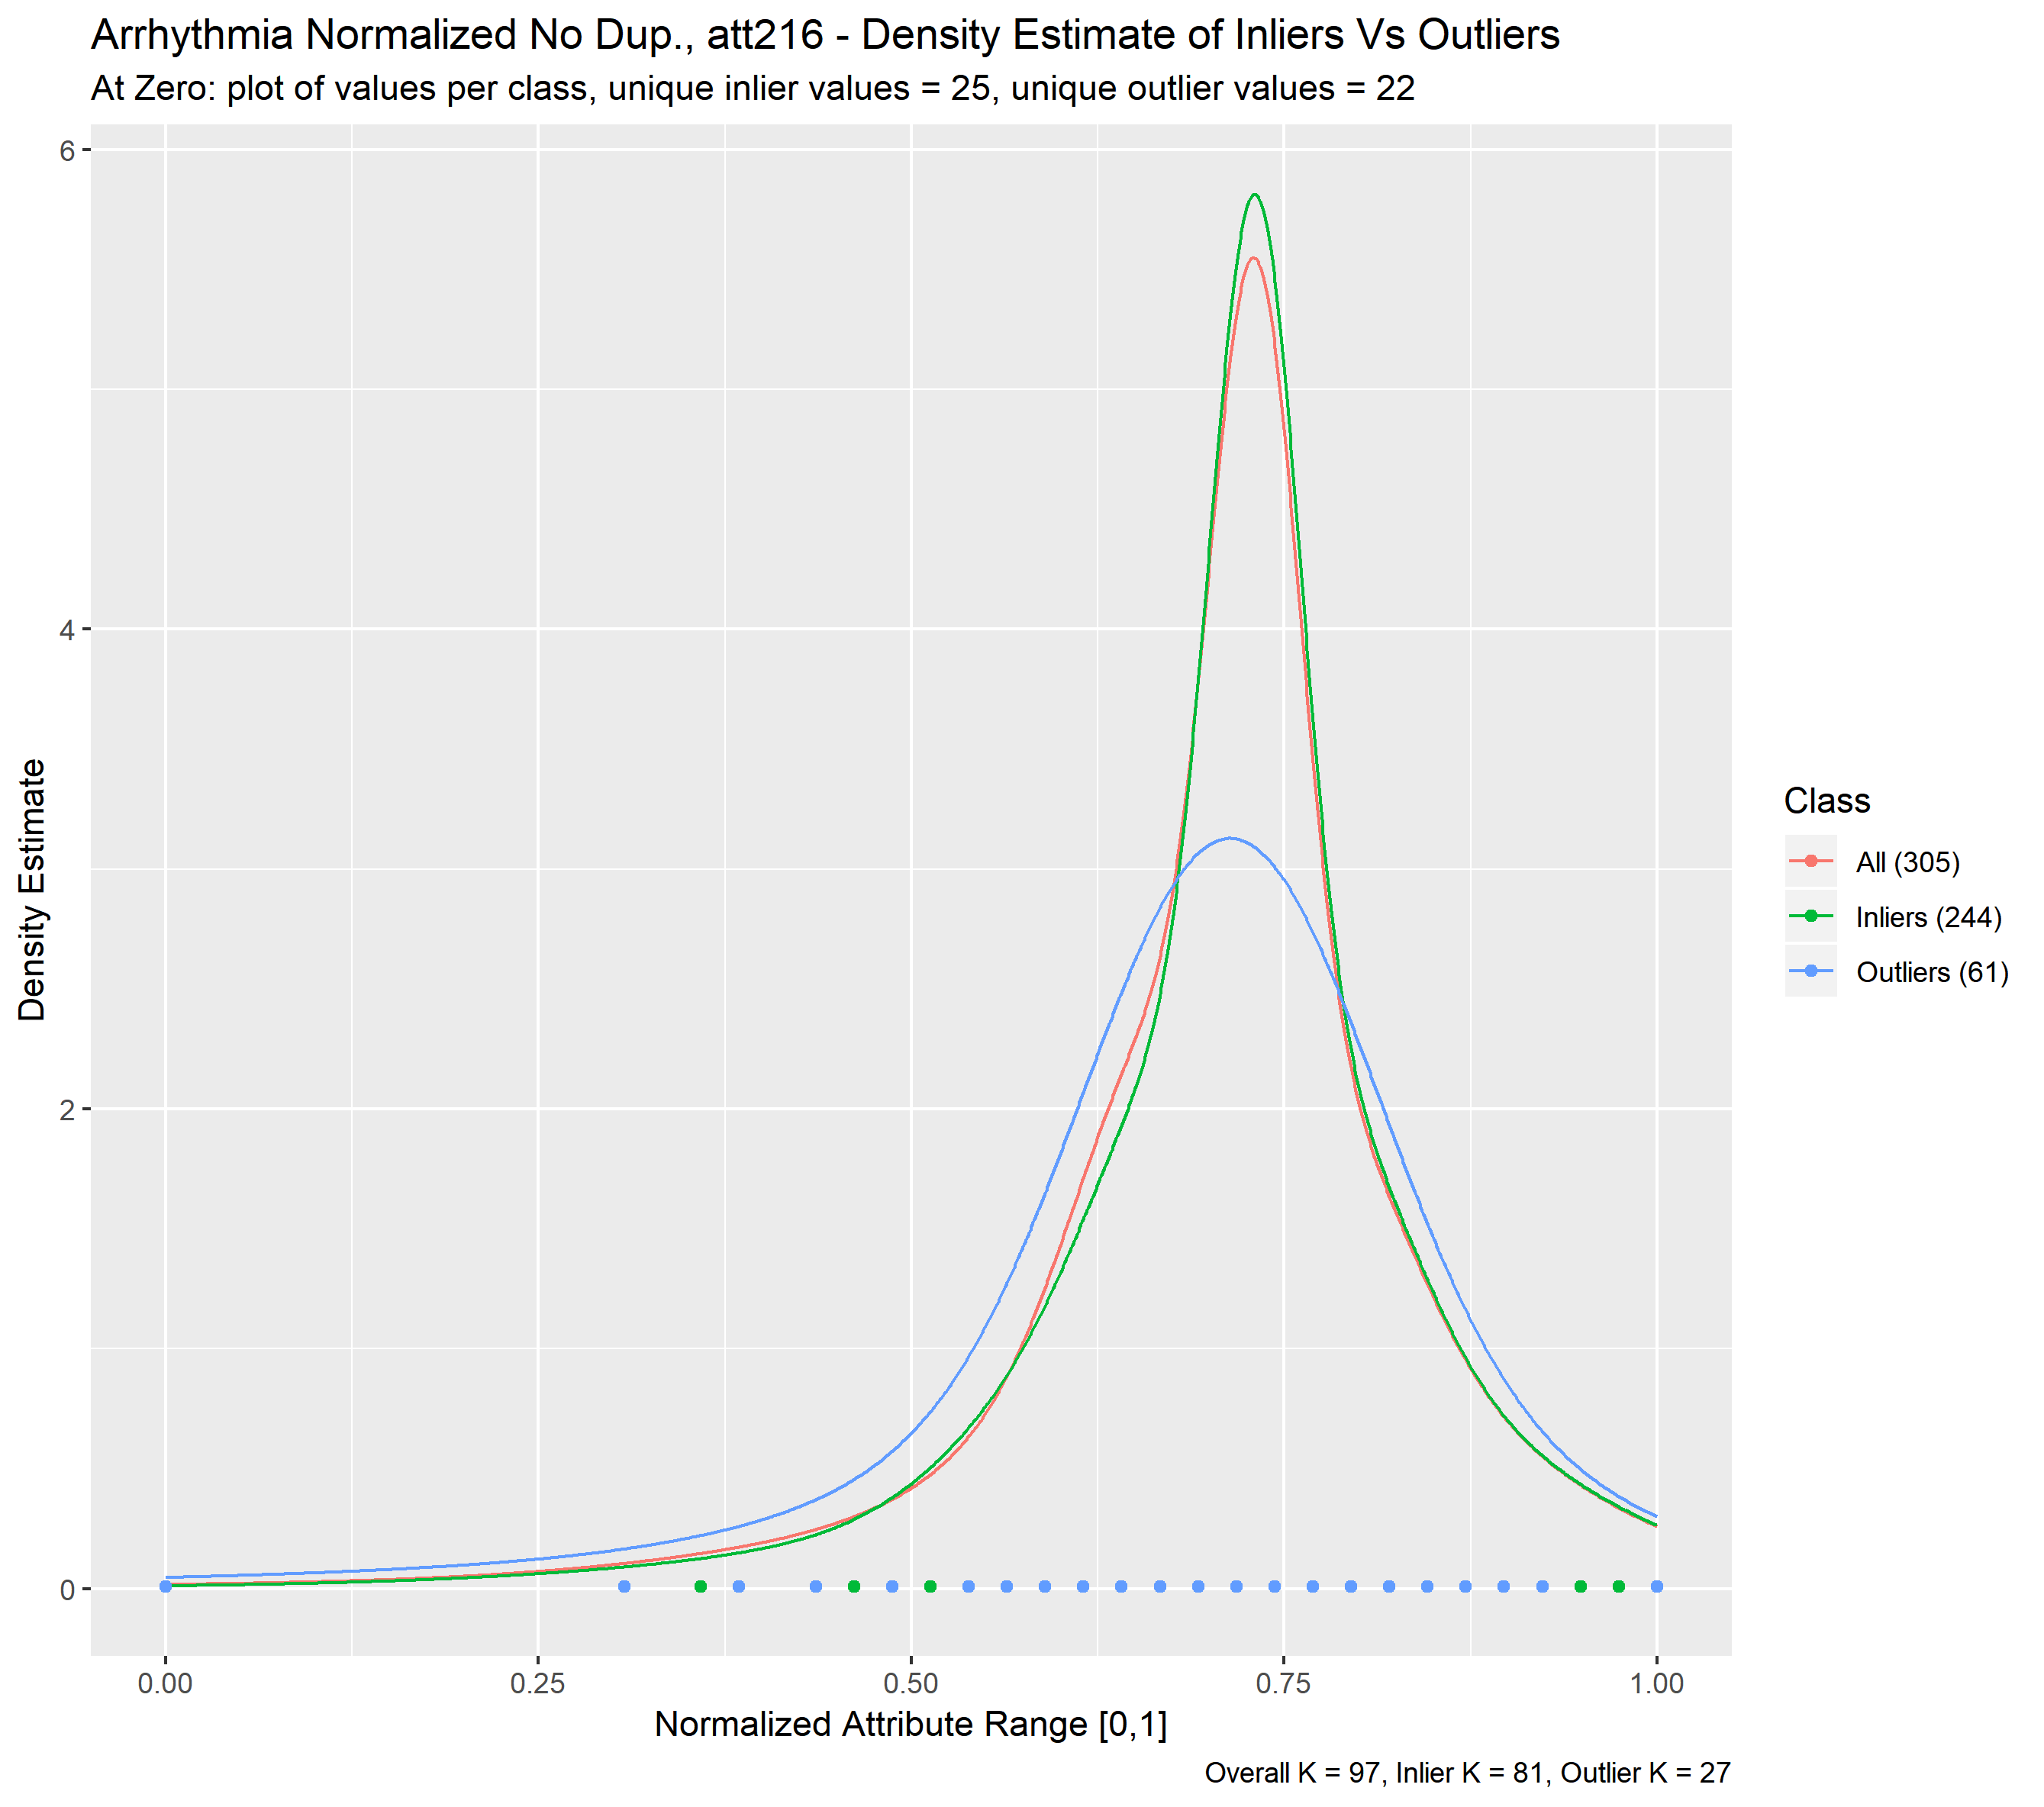 Arrhythmia Normalized No Dup., att216 - Density Estimate of Inliers Vs Outliers
At Zero: plot of values per class, unique inlier values = 25, unique outlier values = 22
6
4
2
0
Density Estimate
0.00 0.25 0.50 0.75 1.00
Normalized Attribute Range [0,1]
Class
All (305)
Inliers (244)
Outliers (61)
Overall K = 97, Inlier K = 81, Outlier K = 27